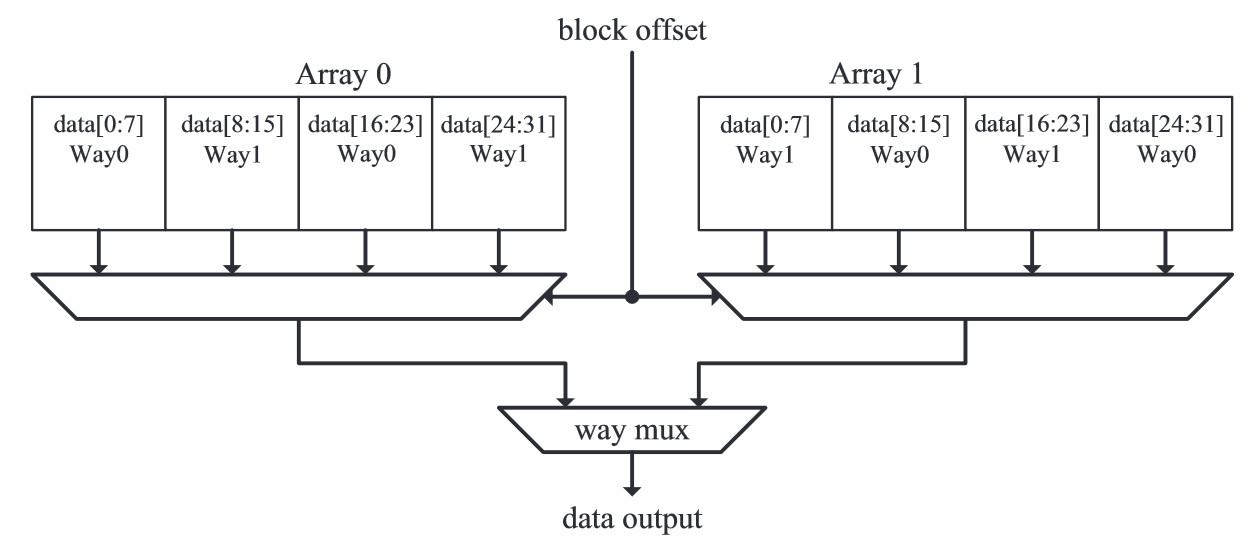 block offset
Array 0
Array 1
data[0:7] data[8:15] data[16:23] data[24:31]
Way0 Way1 Way0 Way1
data[0:7] data[8:15] data[16:23] data[24:31]
Way1 Way0 Way1 Way0
way mux
data output